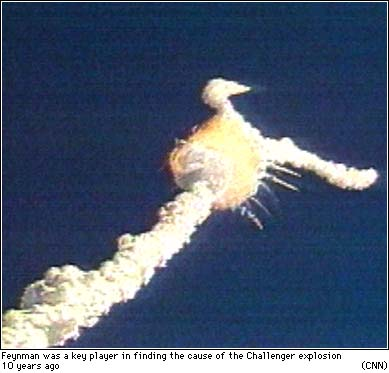 Feynman was a key player in finding the cause of the Challenger explosion
10 years ago (CNN)